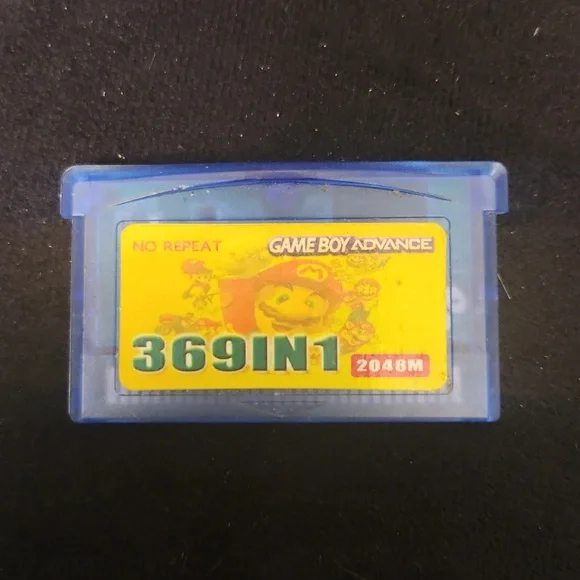 NO REPEAT
GAME BOY ADVANCE
M
369IN1
2048M